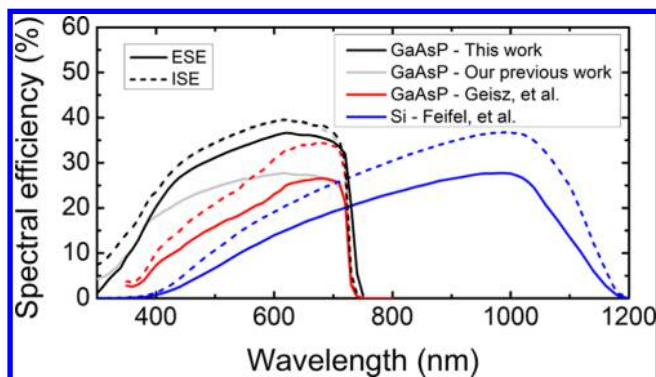 Spectral efficiency (%)
60
50
40
30
20
10
0
ESE
ISE
GaAsP - This work
GaAsP - Our previous work
GaAsP - Geisz, et al.
Si - Feifel, et al.
400
600
800
1000
1200
Wavelength (nm)